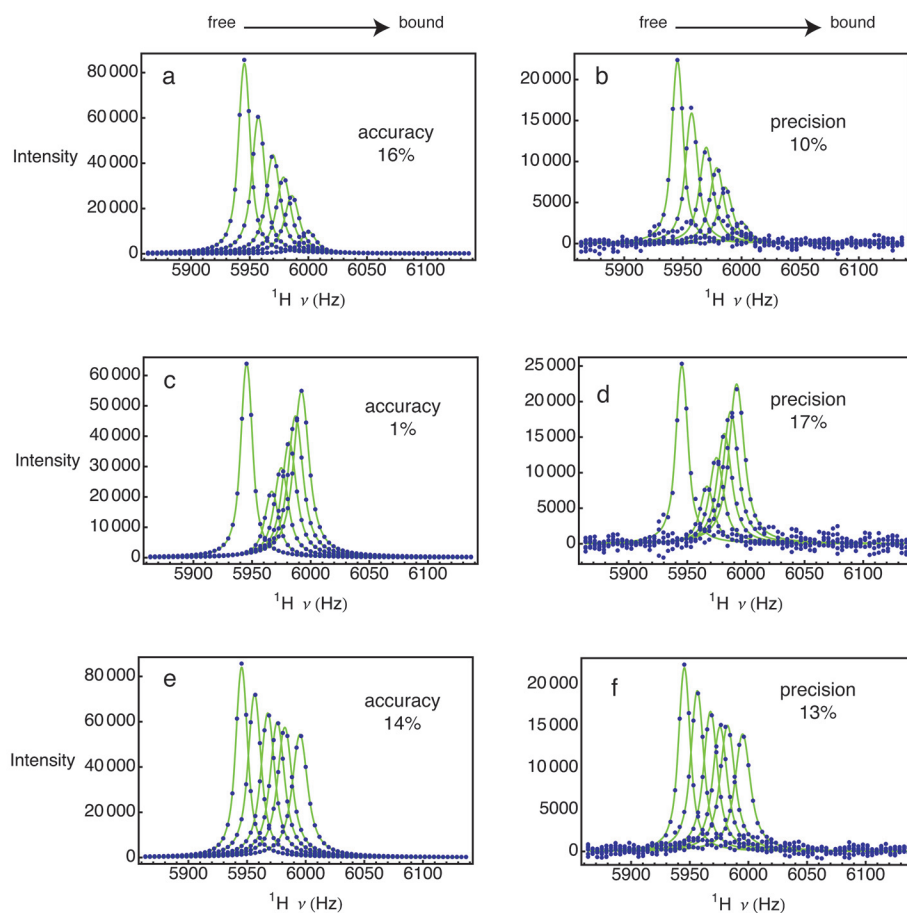 free bound
free bound
a
accuracy
16%
Intensity
80 000
60 000
40 000
20 000
0
5900 5950 6000 6050 6100
¹H ν (Hz)
b
precision
10%
20 000
15 000
10 000
5000
0
5900 5950 6000 6050 6100
¹H ν (Hz)
c
accuracy
1%
Intensity
60 000
50 000
40 000
30 000
20 000
10 000
0
5900 5950 6000 6050 6100
¹H ν (Hz)
d
precision
17%
25 000
20 000
15 000
10 000
5000
0
5900 5950 6000 6050 6100
¹H ν (Hz)
e
accuracy
14%
Intensity
80 000
60 000
40 000
20 000
0
5900 5950 6000 6050 6100
¹H ν (Hz)
f
precision
13%
20 000
15 000
10 000
5000
0
5900 5950 6000 6050 6100
¹H ν (Hz)